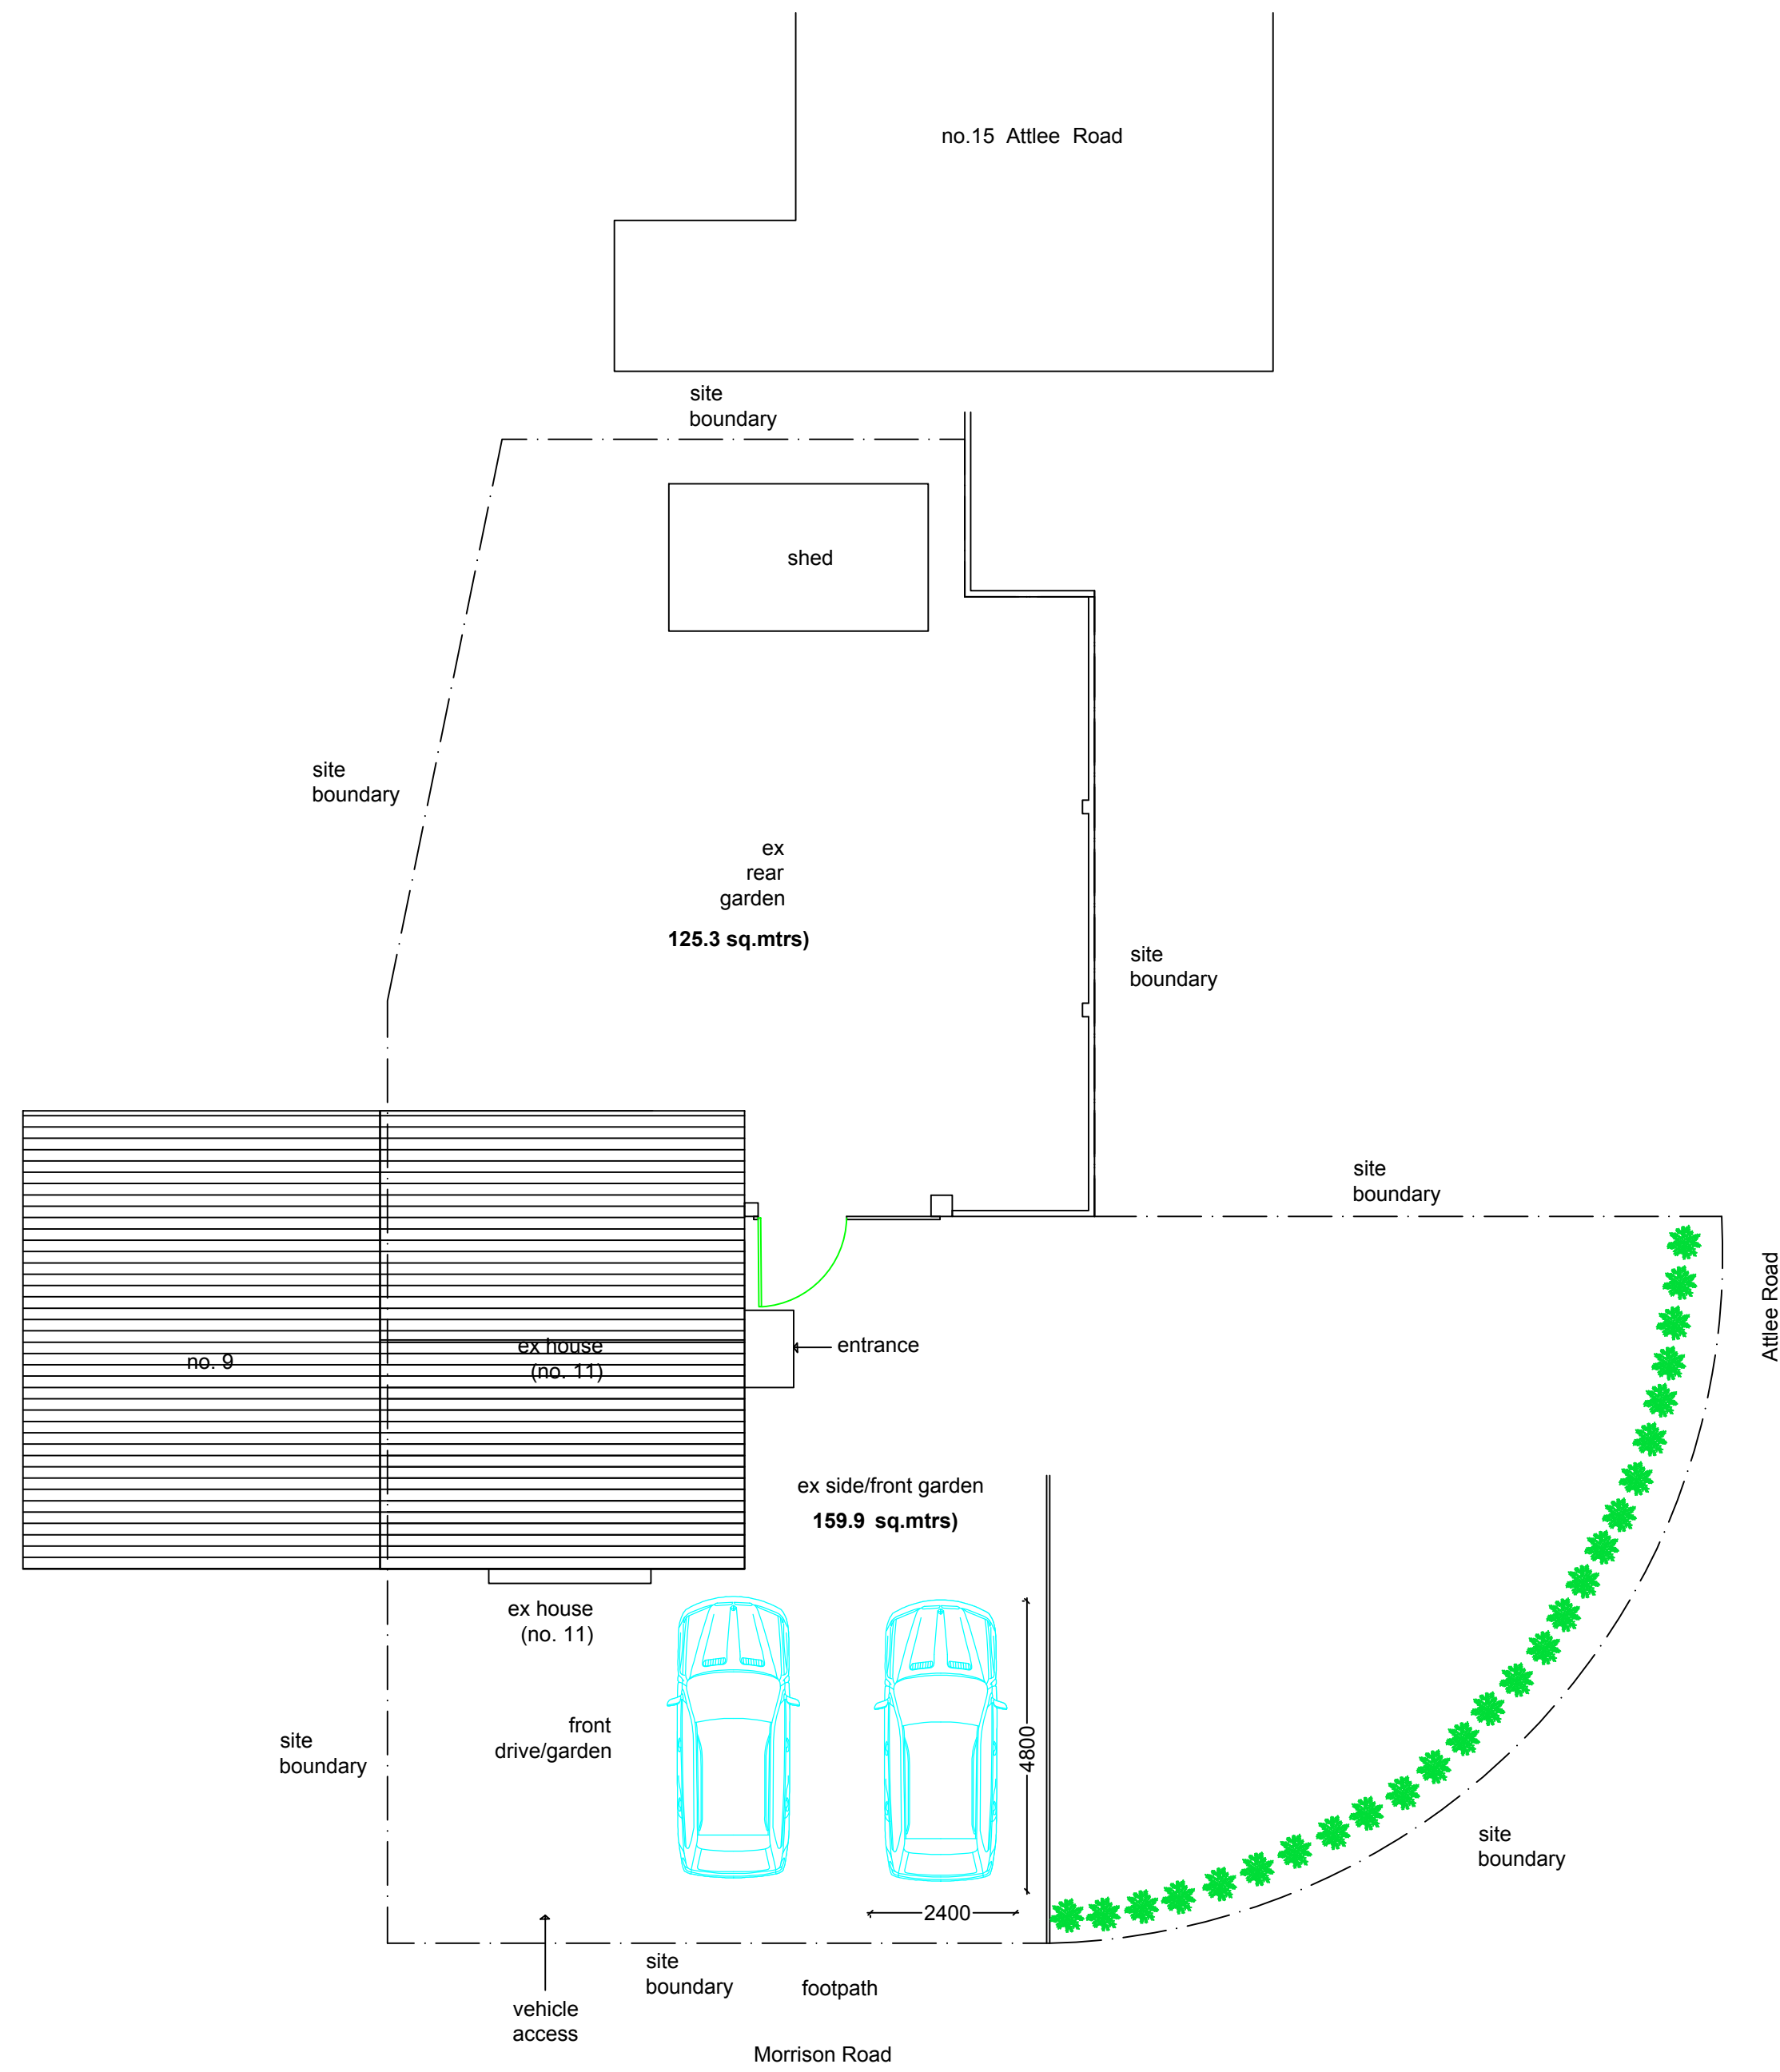 no.15 Attlee Road
site
boundary
shed
site
boundary
ex
rear
garden
125.3 sq.mtrs)
site
boundary
site
boundary
Attlee Road
entrance
no. 9
ex house
(no. 11)
ex side/front garden
159.9 sq.mtrs)
ex house
(no. 11)
front
drive/garden
site
boundary
4800
2400
site
boundary
site
boundary
footpath
vehicle
access
Morrison Road